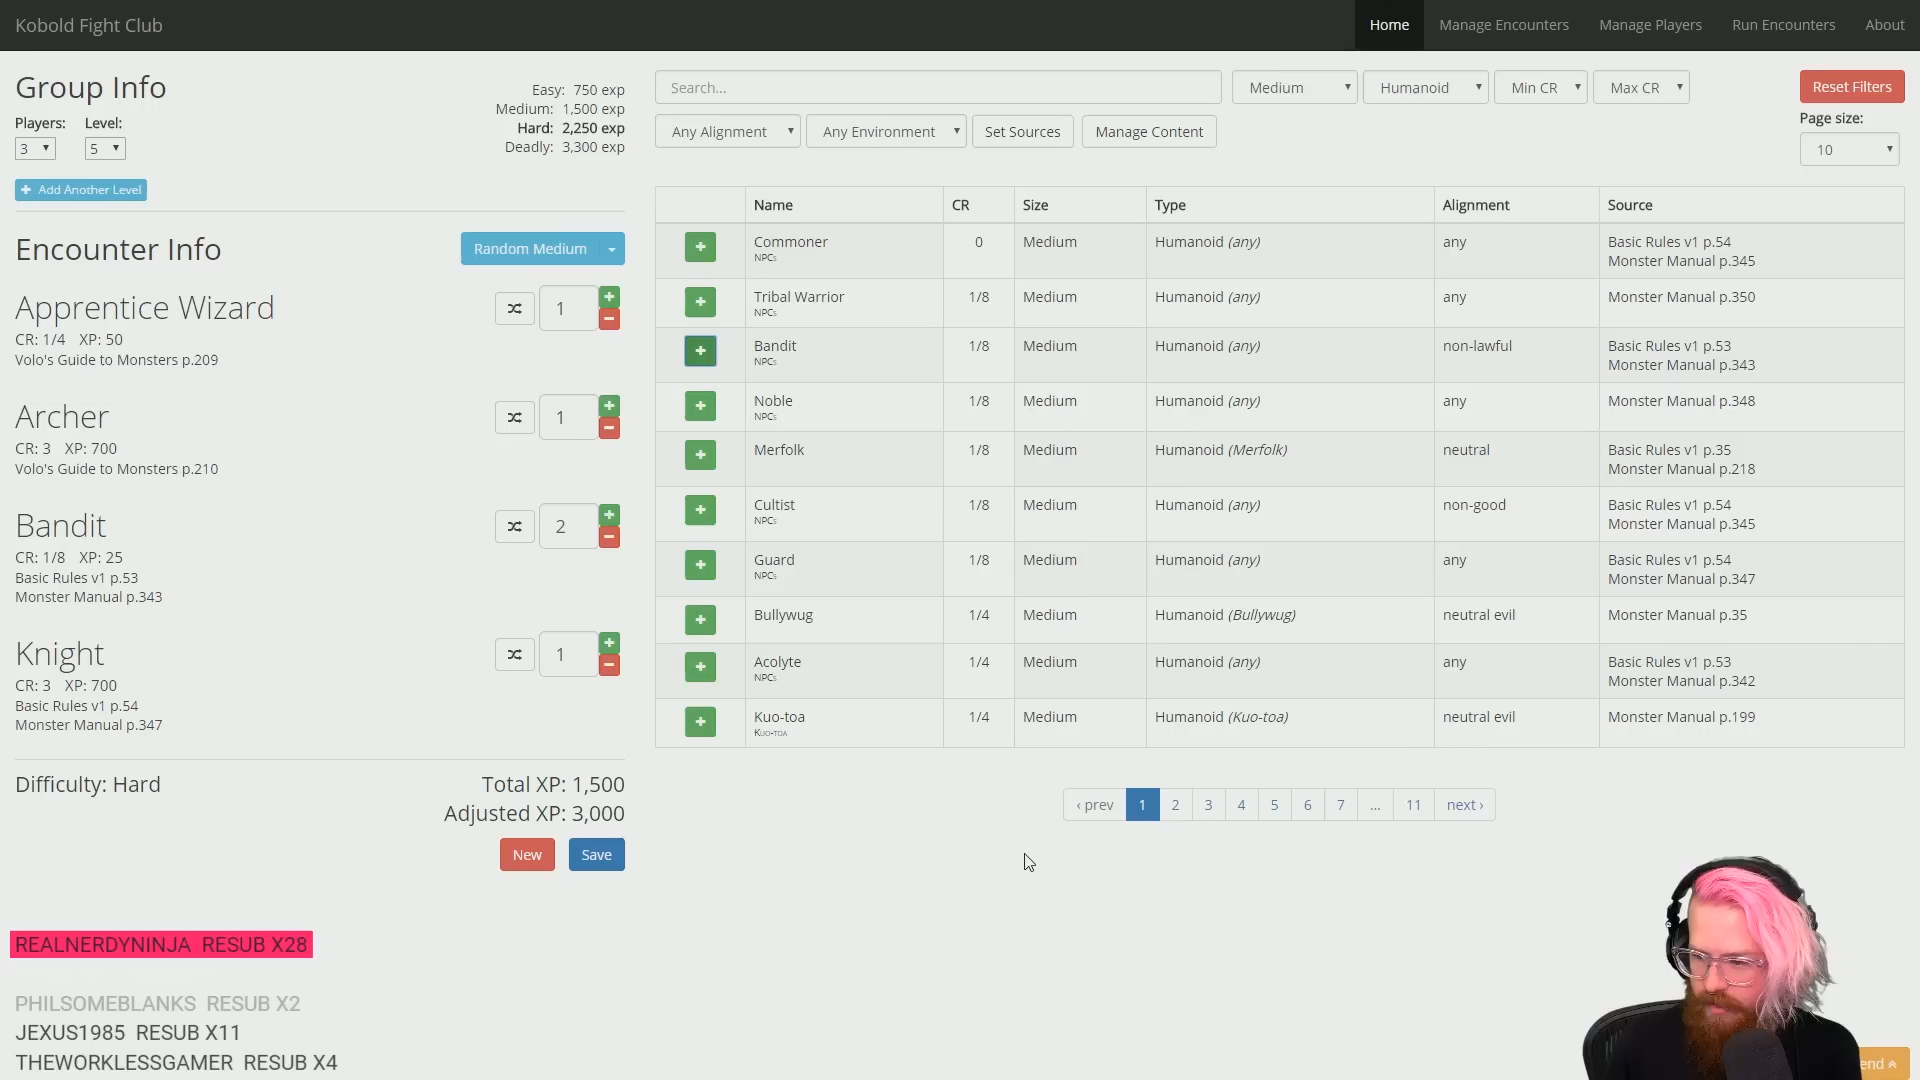 Kobold Fight Club
Home
Manage Encounters
Manage Players
Run Encounters
About
Group Info
Players: Level:
3
5
Add Another Level
Easy: 750 exp
Medium: 1,500 exp
Hard: 2,250 exp
Deadly: 3,300 exp
Encounter Info
Random Medium
Apprentice Wizard
CR: 1/4 XP: 50
Volo's Guide to Monsters p.209
1
Archer
CR: 3 XP: 700
Volo's Guide to Monsters p.210
1
Bandit
CR: 1/8 XP: 25
Basic Rules v1 p.53
Monster Manual p.343
2
Knight
CR: 3 XP: 700
Basic Rules v1 p.54
Monster Manual p.347
1
Difficulty: Hard
Total XP: 1,500
Adjusted XP: 3,000
New
Save
REALNERDYNINJA RESUB X28
PHILSOMEBLANKS RESUB X2
JEXUS1985 RESUB X11
THEWORKLESSGAMER RESUB X4
Search...
Medium
Humanoid
Min CR
Max CR
Reset Filters
Any Alignment
Any Environment
Set Sources
Manage Content
Page size:
10
Name CR Size Type Alignment Source
Commoner 0 Medium Humanoid (any) any Basic Rules v1 p.54
NPCs Monster Manual p.345
Tribal Warrior 1/8 Medium Humanoid (any) any Monster Manual p.350
NPCs
Bandit 1/8 Medium Humanoid (any) non-lawful Basic Rules v1 p.53
NPCs Monster Manual p.343
Noble 1/8 Medium Humanoid (any) any Monster Manual p.348
NPCs
Merfolk 1/8 Medium Humanoid (Merfolk) neutral Basic Rules v1 p.35
Monster Manual p.218
Cultist 1/8 Medium Humanoid (any) non-good Basic Rules v1 p.54
NPCs Monster Manual p.345
Guard 1/8 Medium Humanoid (any) any Basic Rules v1 p.54
NPCs Monster Manual p.347
Bullywug 1/4 Medium Humanoid (Bullywug) neutral evil Monster Manual p.35
Acolyte 1/4 Medium Humanoid (any) any Basic Rules v1 p.53
NPCs Monster Manual p.342
Kuo-toa 1/4 Medium Humanoid (Kuo-toa) neutral evil Monster Manual p.199
Kuo-toa
‹ prev 1 2 3 4 5 6 7 ... 11 next ›
end